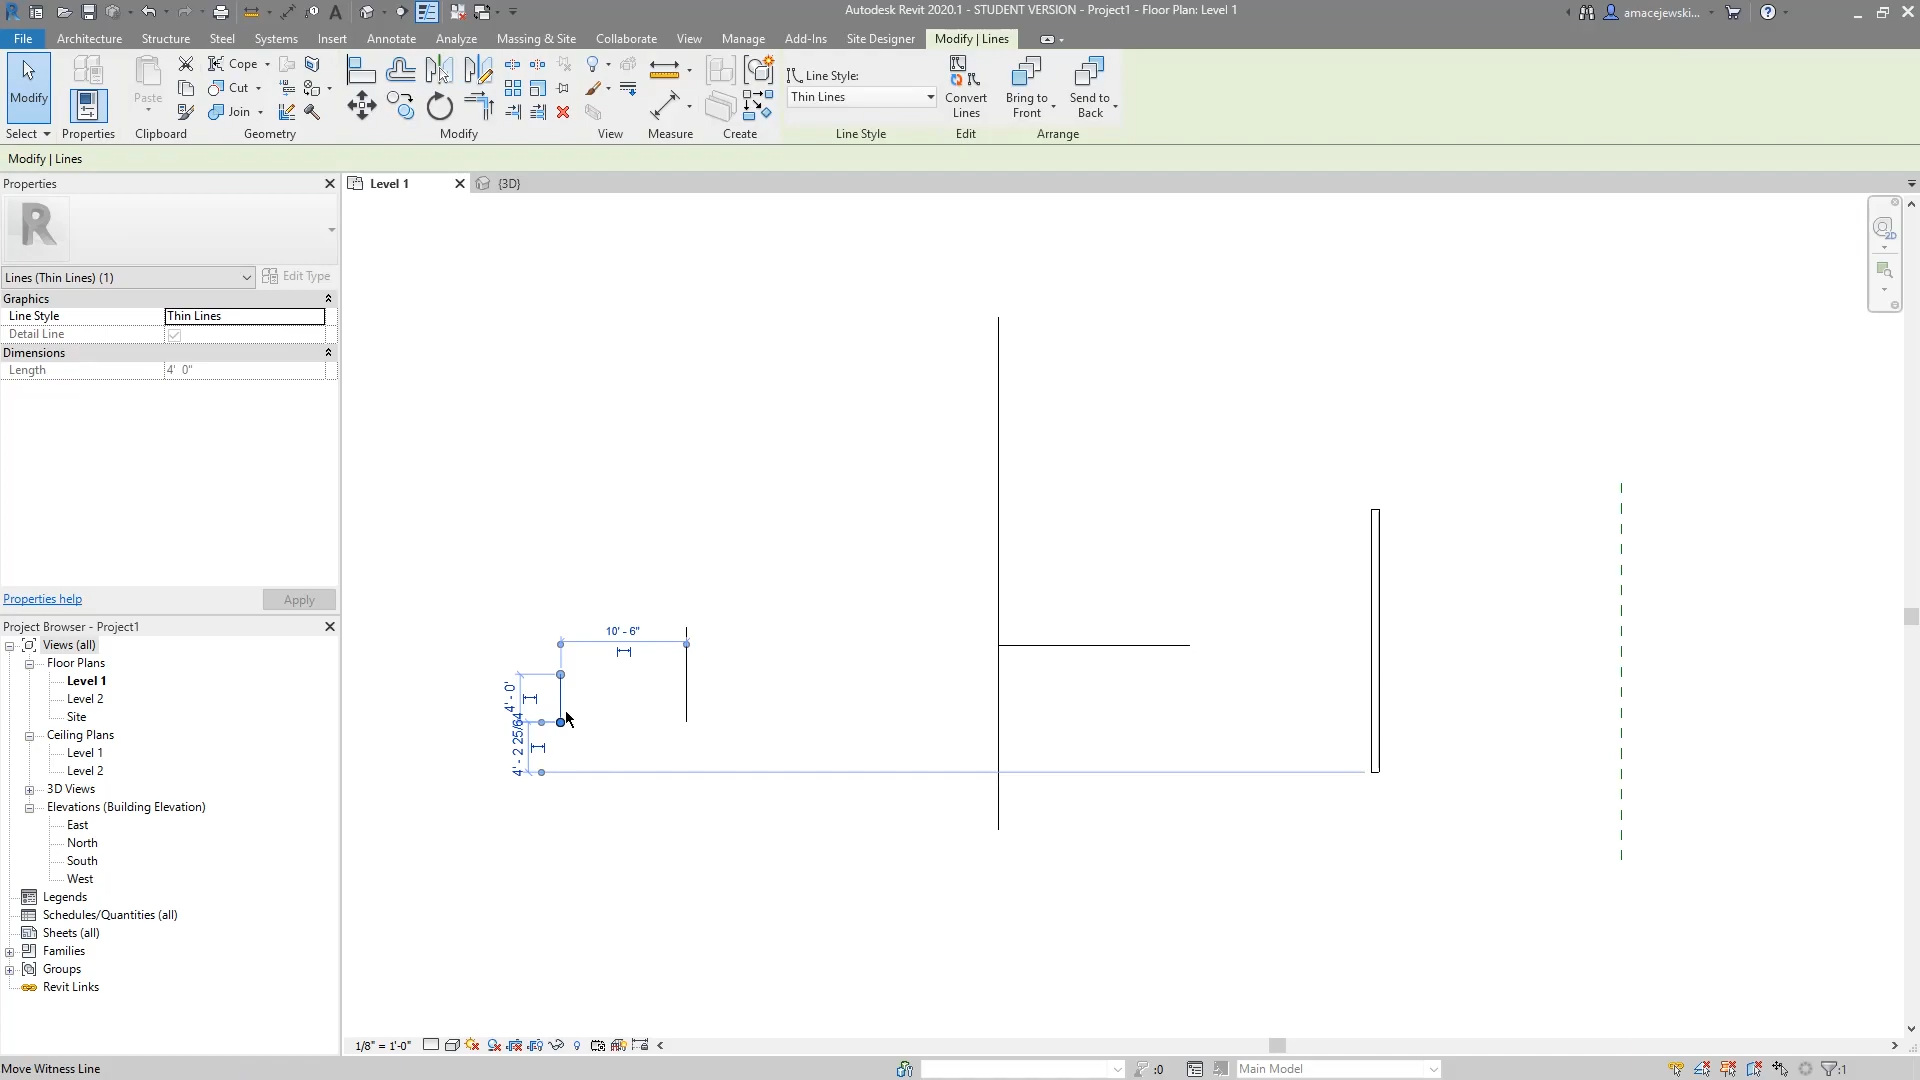 Autodesk Revit 2020.1 - STUDENT VERSION - Project1 - Floor Plan: Level 1
amacejewski...
File Architecture Structure Steel Systems Insert Annotate Analyze Massing & Site Collaborate View Manage Add-Ins Site Designer Modify | Lines
Modify
Paste
Cope
Cut
Join
Line Style:
Thin Lines
Convert Lines
Bring to Front
Send to Back
Select Properties Clipboard Geometry Modify View Measure Create Line Style Edit Arrange
Modify | Lines
Properties
Level 1
{3D}
R
2D
Lines (Thin Lines) (1)
Edit Type
Graphics
Line Style Thin Lines
Detail Line
Dimensions
Length 4' 0"
Properties help
Apply
Project Browser - Project1
Views (all)
Floor Plans
Level 1
Level 2
Site
Ceiling Plans
Level 1
Level 2
3D Views
Elevations (Building Elevation)
East
North
South
West
Legends
Schedules/Quantities (all)
Sheets (all)
Families
Groups
Revit Links
10' - 6"
4' - 0"
4' - 2 25/64"
1/8" = 1'-0"
Move Witness Line
:0
Main Model
:1